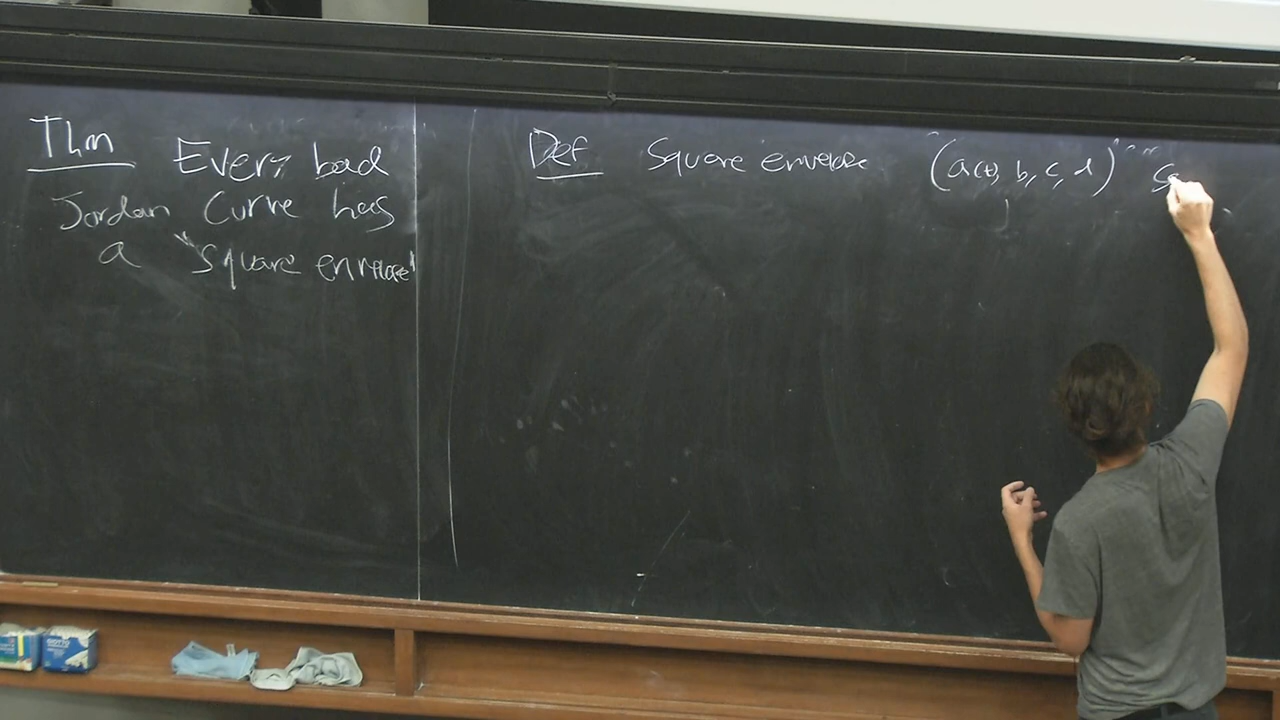 Thm Every bad
Jordan Curve has
a "square envelope"
Def Square envelope (a(t), b, c, d)